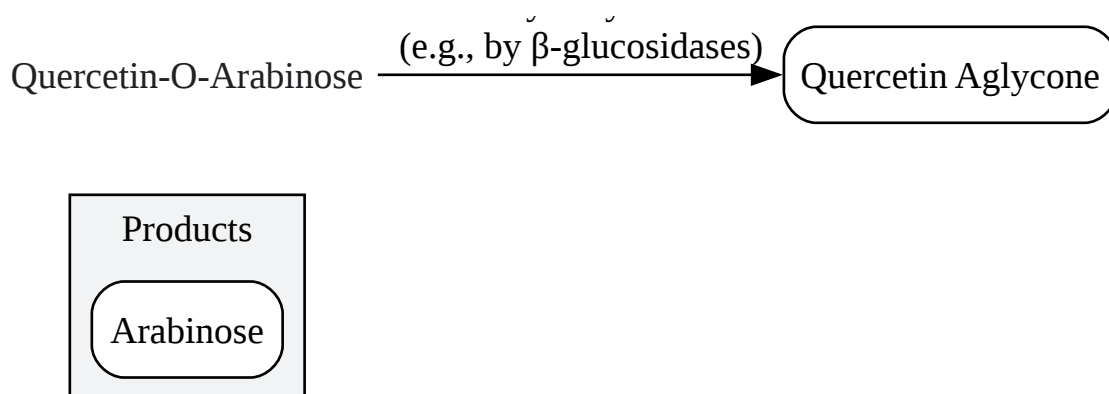 (e.g., by β-glucosidases)
Quercetin-O-Arabinose
Quercetin Aglycone
Products
Arabinose